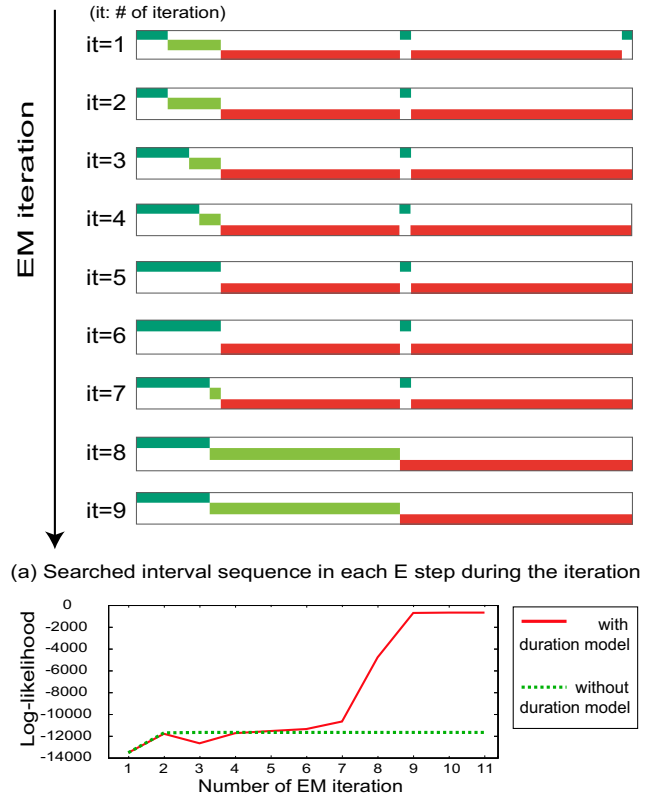 (it: # of iteration)
it=1
it=2
it=3
it=4
it=5
it=6
it=7
it=8
it=9
EM iteration
(a) Searched interval sequence in each E step during the iteration
0
-2000
-4000
-6000
-8000
-10000
-12000
-14000
Log-likelihood
1 2 3 4 5 6 7 8 9 10 11
Number of EM iteration
with
duration model
without
duration model